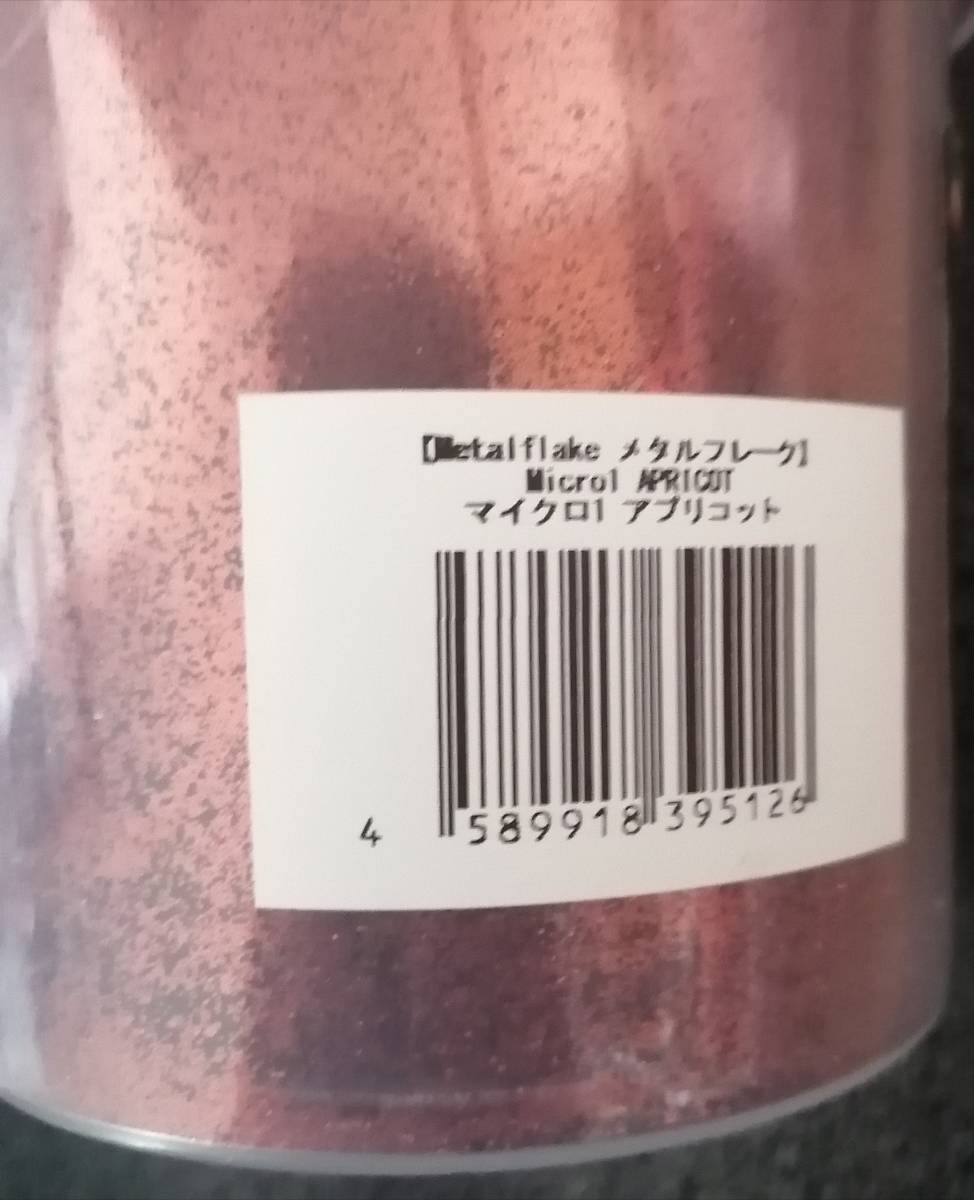 【Metalflake メタルフレーク】
Micro1 APRICOT
マイクロ1 アプリコット
4 589918 395126